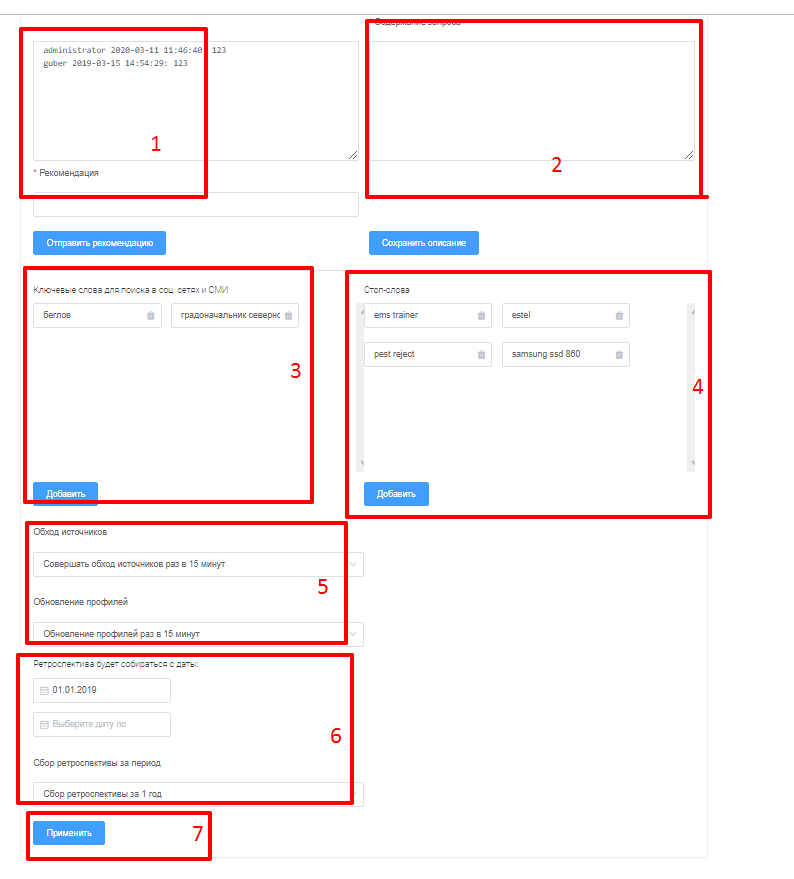 Содержание запроса
administrator 2020-03-11 11:46:40: 123
guber 2019-03-15 14:54:29: 123
1
2
* Рекомендация
Отправить рекомендацию
Сохранить описание
Ключевые слова для поиска в соц. сетях и СМИ
Стоп-слова
беглов
градоначальник северно
ems trainer
estel
pest reject
samsung ssd 860
3
4
Добавить
Добавить
Обход источников
Совершать обход источников раз в 15 минут
5
Обновление профилей
Обновление профилей раз в 15 минут
Ретроспектива будет собираться с даты:
01.01.2019
Выберите дату по
6
Сбор ретроспективы за период
Сбор ретроспективы за 1 год
Применить
7